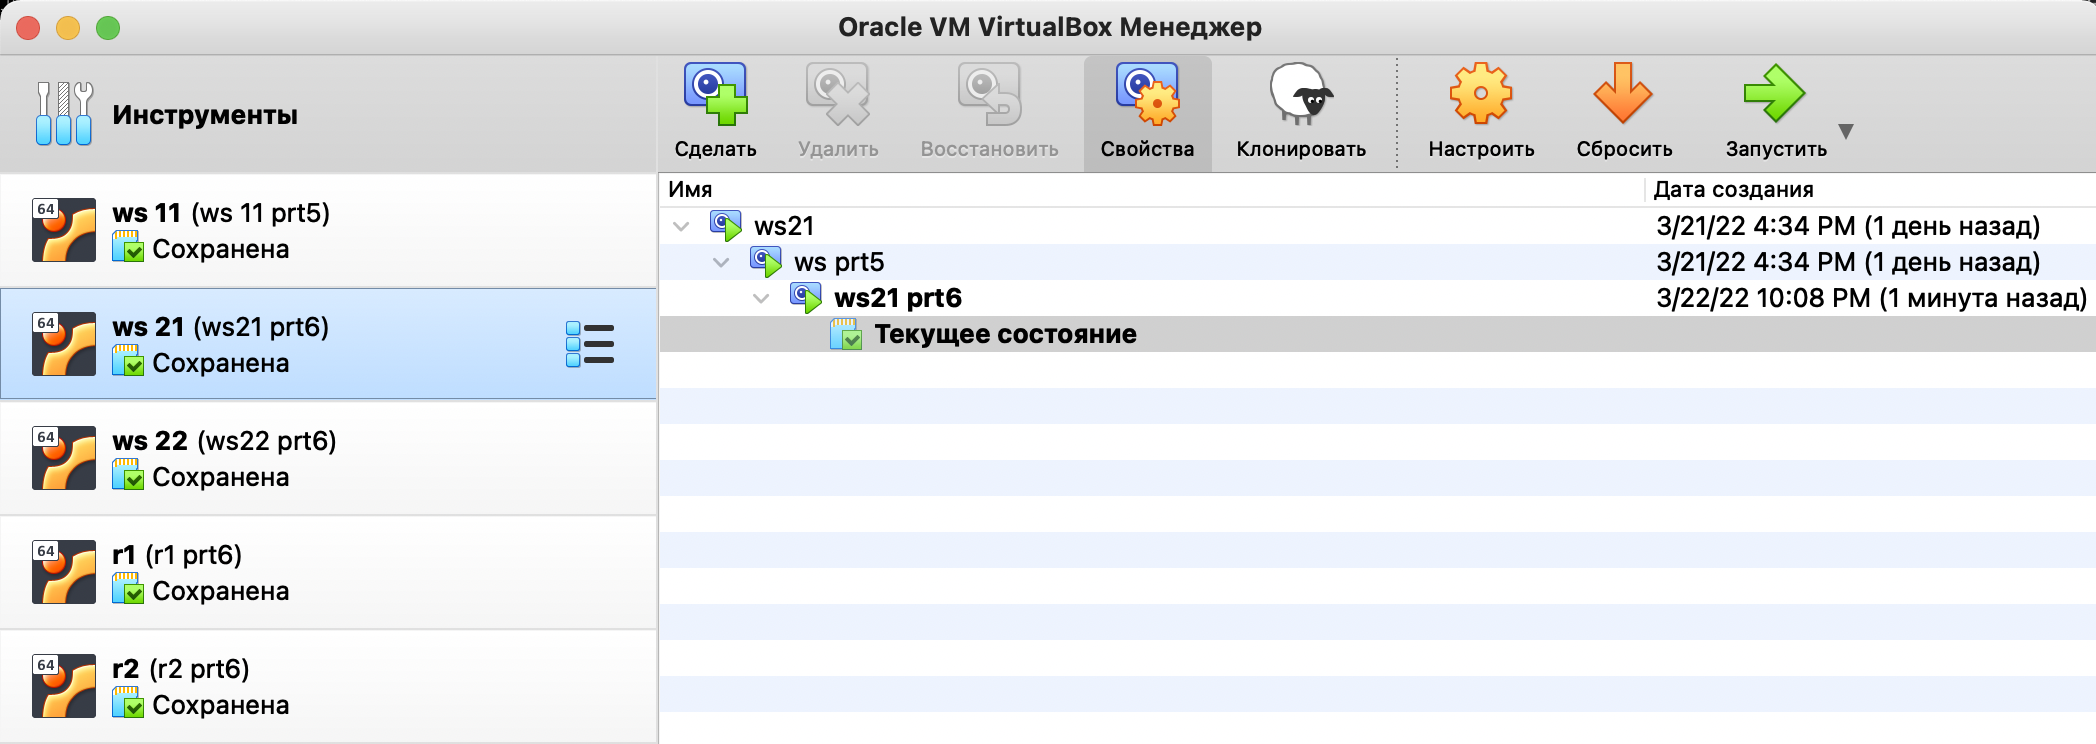 Oracle VM VirtualBox Менеджер
Инструменты
Сделать Удалить Восстановить Свойства Клонировать Настроить Сбросить Запустить
64 ws 11 (ws 11 prt5)
Сохранена
64 ws 21 (ws21 prt6)
Сохранена
64 ws 22 (ws22 prt6)
Сохранена
64 r1 (r1 prt6)
Сохранена
64 r2 (r2 prt6)
Сохранена
Имя Дата создания
ws21 3/21/22 4:34 PM (1 день назад)
ws prt5 3/21/22 4:34 PM (1 день назад)
ws21 prt6 3/22/22 10:08 PM (1 минута назад)
Текущее состояние